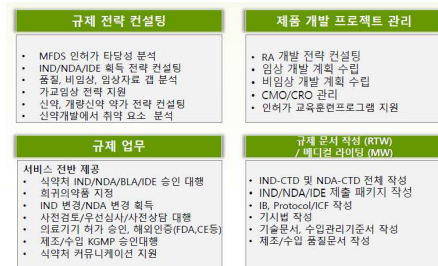 규제 전략 컨설팅
• MFDS 인허가 타당성 분석
• IND/NDA/IDE 획득 전략 컨설팅
• 품질, 비임상, 임상자료 갭 분석
• 가교임상 전략 지원
• 신약, 개량신약 약가 전략 컨설팅
• 신약개발에서 취약 요소 분석
제품 개발 프로젝트 관리
• RA 개발 전략 컨설팅
• 임상 개발 계획 수립
• 비임상 개발 계획 수립
• CMO/CRO 관리
• 인허가 교육훈련프로그램 지원
규제 업무
서비스 전반 제공
• 식약처 IND/NDA/BLA/IDE 승인 대행
• 희귀의약품 지정
• IND 변경/NDA 변경 획득
• 사전검토/우선심사/사전상담 대행
• 의료기기 허가 승인, 해외인증(FDA,CE등)
• 제조/수입 KGMP 승인대행
• 식약처 커뮤니케이션 지원
규제 문서 작성 (RTW)
/ 메디컬 라이팅 (MW)
• IND-CTD 및 NDA-CTD 전체 작성
• IND/NDA/IDE 제출 패키지 작성
• IB, Protocol/ICF 작성
• 기시법 작성
• 기술문서, 수입관리기준서 작성
• 제조/수입 품질문서 작성